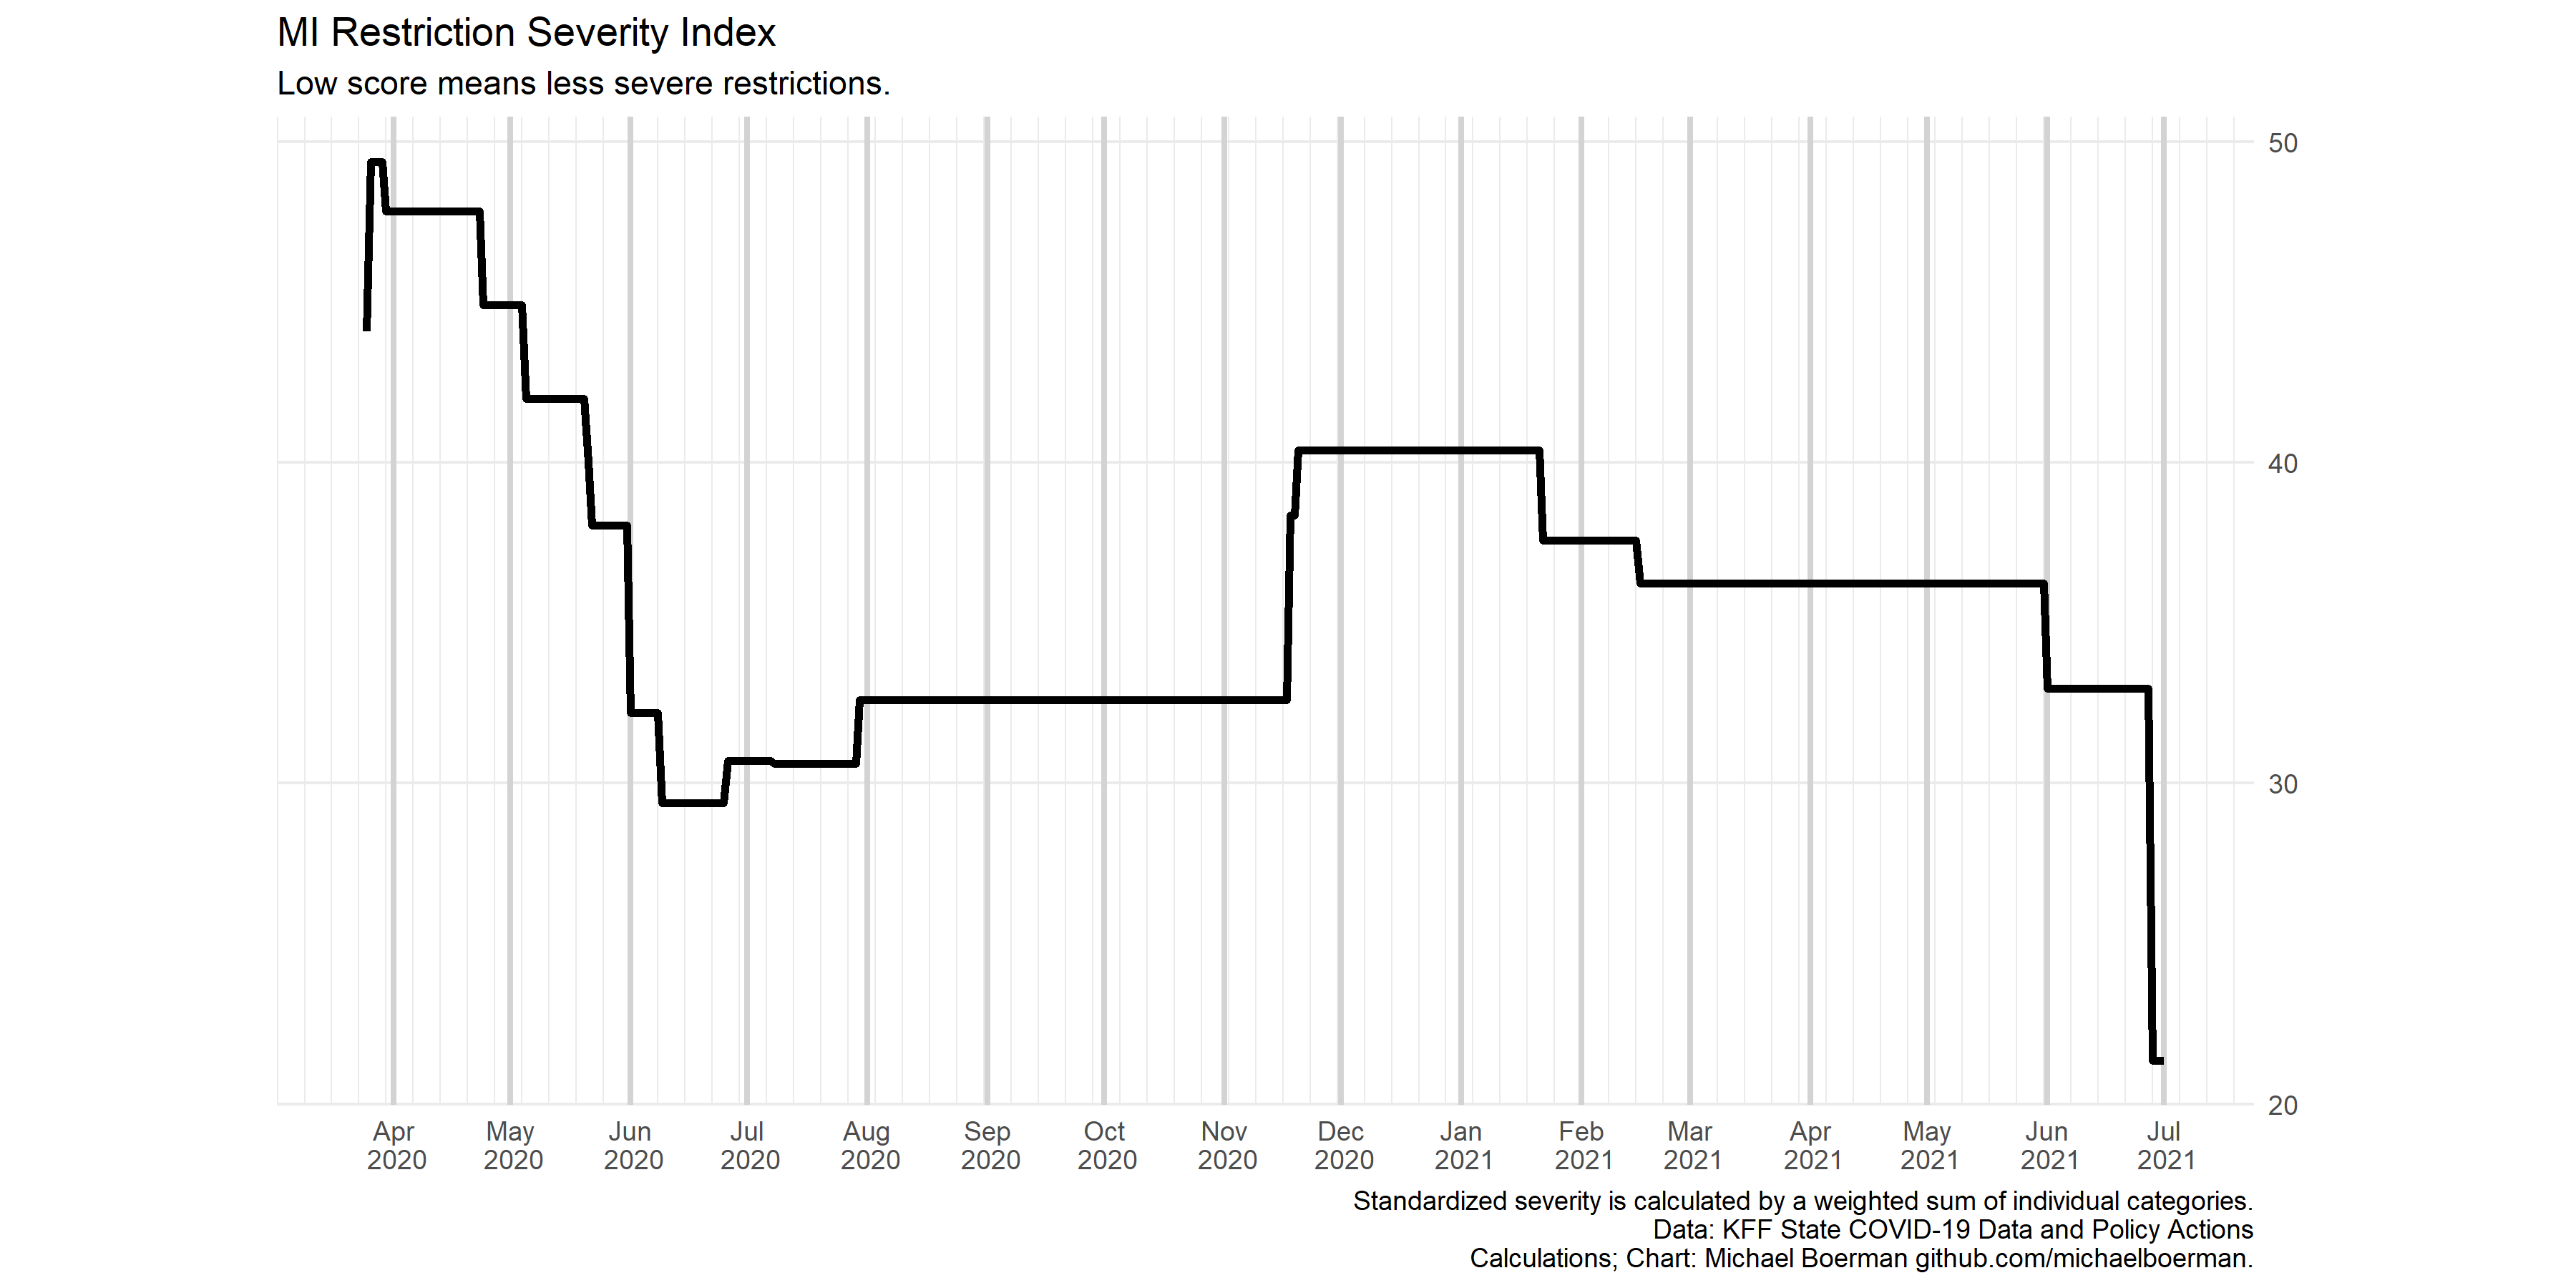 MI Restriction Severity Index
Low score means less severe restrictions.
50
40
30
20
Apr May Jun Jul Aug Sep Oct Nov Dec Jan Feb Mar Apr May Jun Jul
2020 2020 2020 2020 2020 2020 2020 2020 2020 2021 2021 2021 2021 2021 2021 2021
Standardized severity is calculated by a weighted sum of individual categories.
Data: KFF State COVID-19 Data and Policy Actions
Calculations; Chart: Michael Boerman github.com/michaelboerman.